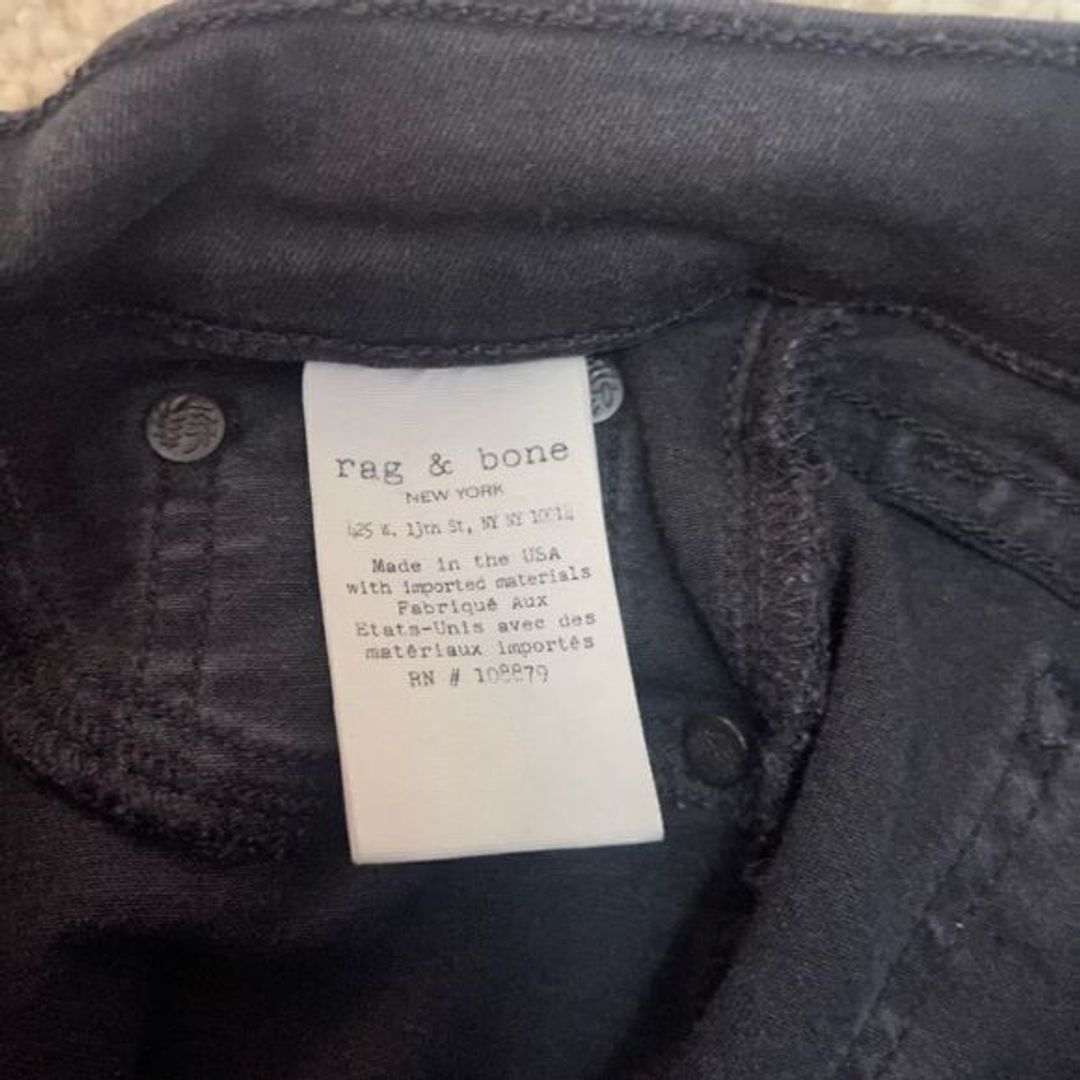 rag & bone
NEW YORK
425 W. 13th St, NY NY 10014
Made in the USA
with imported materials
Fabriqué Aux
Etats-Unis avec des
matériaux importés
RN # 108879